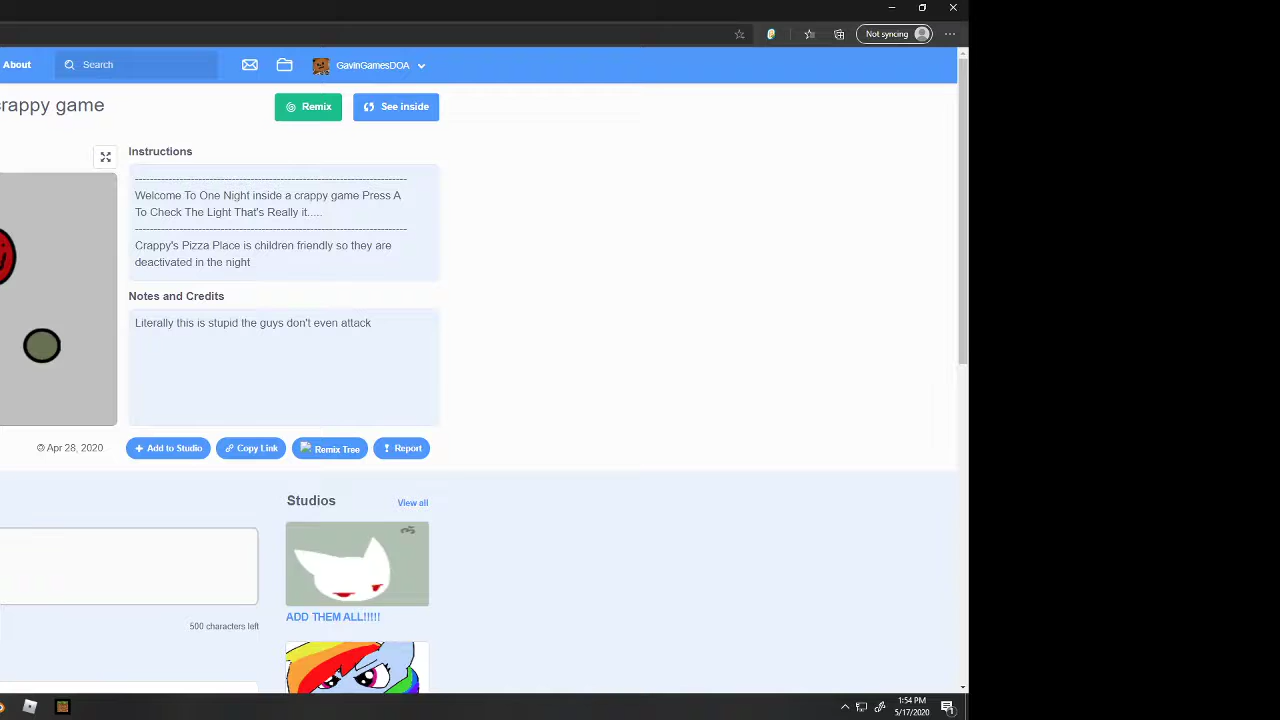 Not syncing
About
Search
GavinGamesDOA
crappy game
Remix
See inside
Instructions
--------------------------------------------------------------------
Welcome To One Night inside a crappy game Press A
To Check The Light That's Really it.....
--------------------------------------------------------------------
Crappy's Pizza Place is children friendly so they are
deactivated in the night
Notes and Credits
Literally this is stupid the guys don't even attack
© Apr 28, 2020
Add to Studio
Copy Link
Remix Tree
Report
Studios
View all
ADD THEM ALL!!!!!
500 characters left
1:54 PM
5/17/2020
1